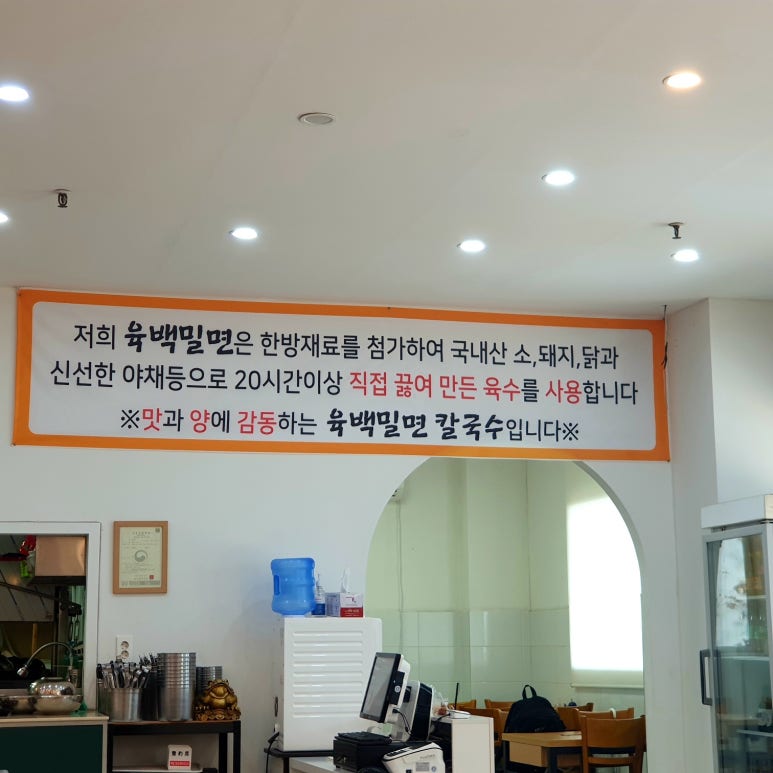 저희 육백밀면은 한방재료를 첨가하여 국내산 소,돼지,닭과
신선한 야채등으로 20시간이상 직접 끓여 만든 육수를 사용합니다
※맛과 양에 감동하는 육백밀면 칼국수입니다※